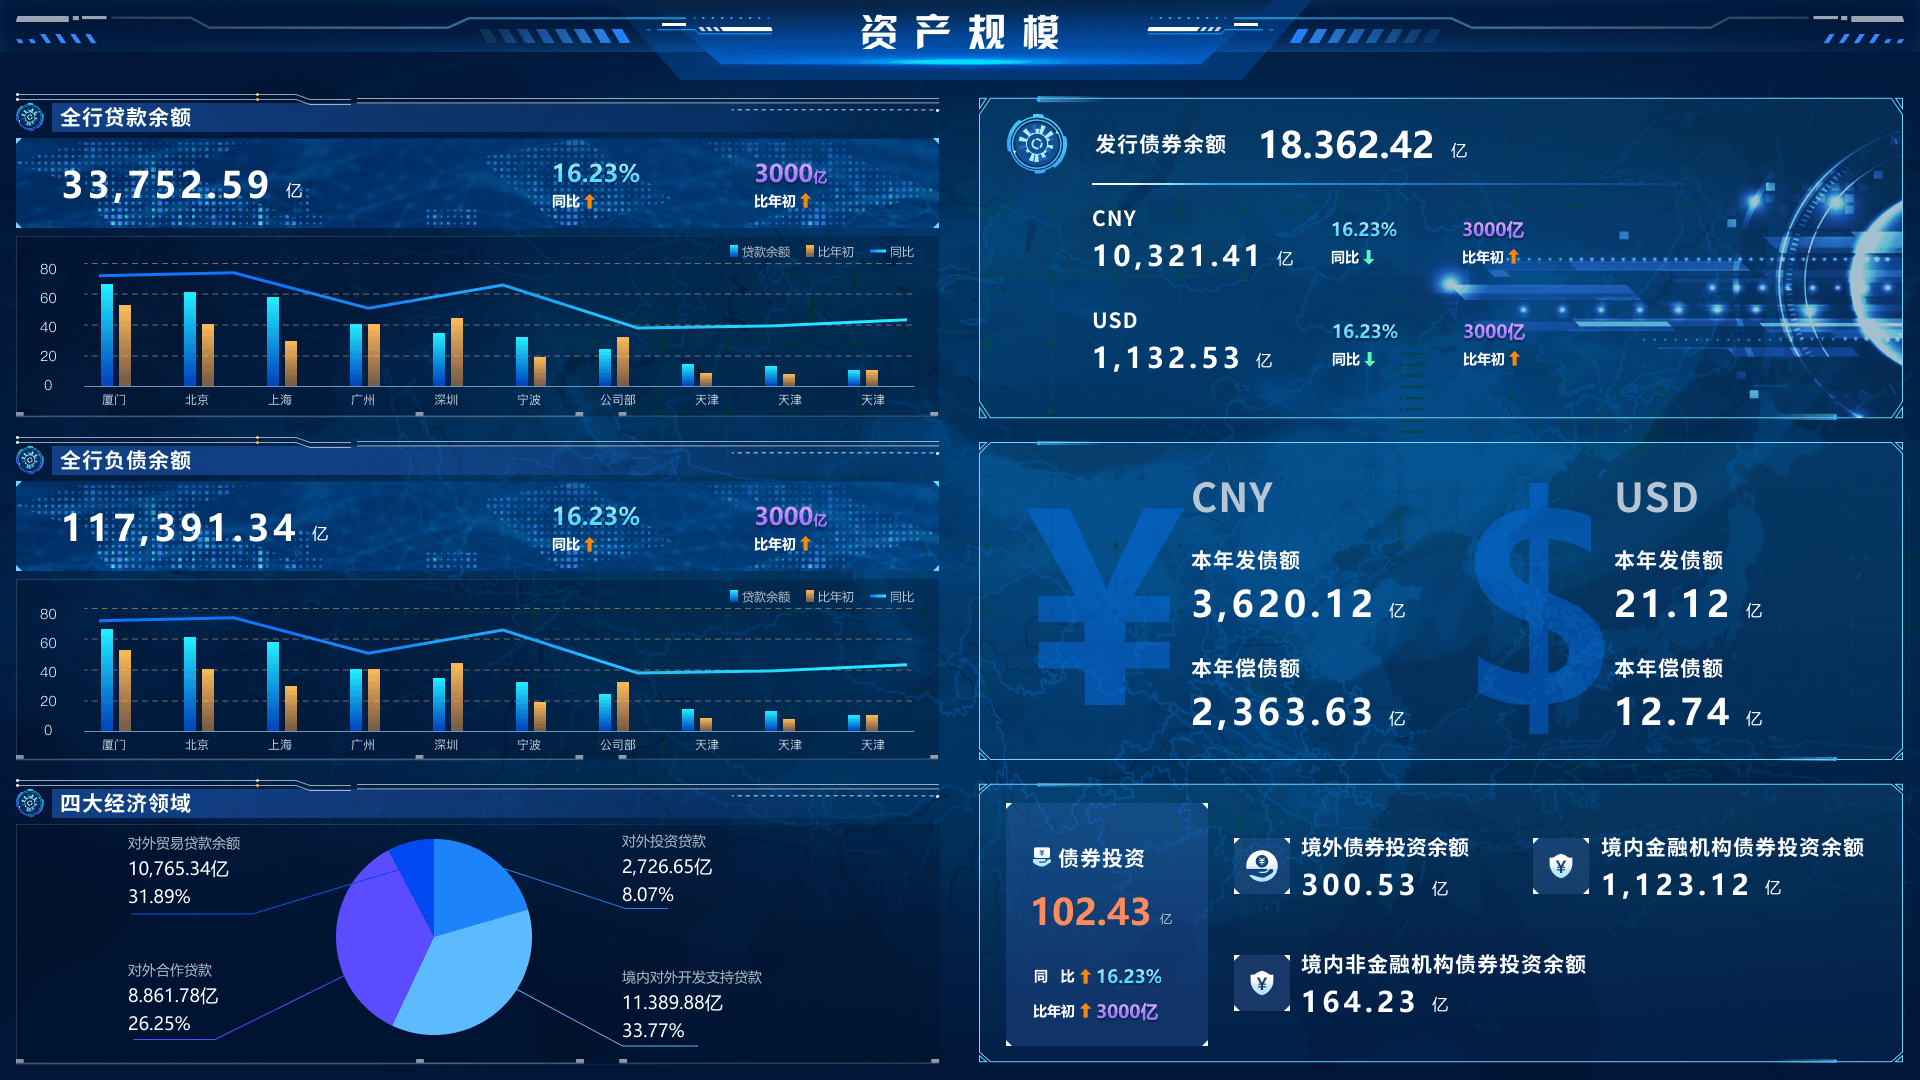 资产规模
全行贷款余额
33,752.59 亿
16.23%
同比
3000亿
比年初
贷款余额 比年初 同比
80
60
40
20
0
厦门 北京 上海 广州 深圳 宁波 公司部 天津 天津 天津
全行负债余额
117,391.34 亿
16.23%
同比
3000亿
比年初
贷款余额 比年初 同比
80
60
40
20
0
厦门 北京 上海 广州 深圳 宁波 公司部 天津 天津 天津
四大经济领域
对外贸易贷款余额
10,765.34亿
31.89%
对外投资贷款
2,726.65亿
8.07%
对外合作贷款
8.861.78亿
26.25%
境内对外开发支持贷款
11.389.88亿
33.77%
发行债券余额 18.362.42 亿
CNY
10,321.41 亿
16.23%
同比
3000亿
比年初
USD
1,132.53 亿
16.23%
同比
3000亿
比年初
¥
CNY
本年发债额
3,620.12 亿
本年偿债额
2,363.63 亿
$
USD
本年发债额
21.12 亿
本年偿债额
12.74 亿
债券投资
102.43 亿
同 比 16.23%
比年初 3000亿
境外债券投资余额
300.53 亿
境内金融机构债券投资余额
1,123.12 亿
境内非金融机构债券投资余额
164.23 亿